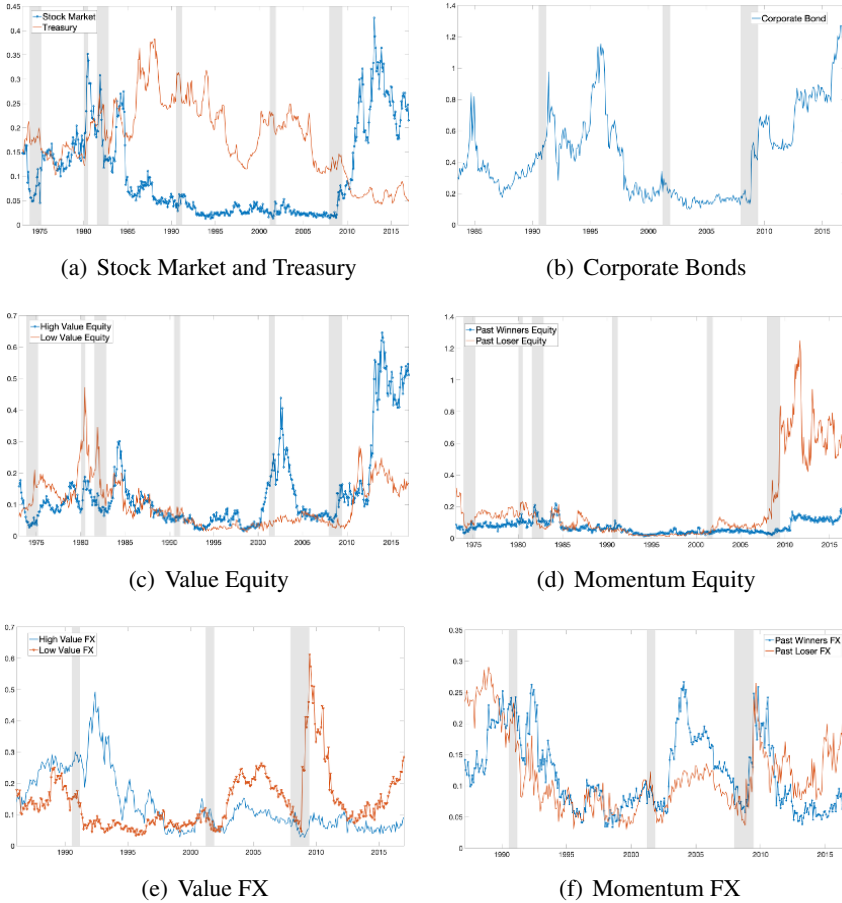 0.45
0.4
0.35
0.3
0.25
0.2
0.15
0.1
0.05
0
Stock Market
Treasury
1975 1980 1985 1990 1995 2000 2005 2010 2015
(a) Stock Market and Treasury
1.4
1.2
1
0.8
0.6
0.4
0.2
0
Corporate Bond
1985 1990 1995 2000 2005 2010 2015
(b) Corporate Bonds
0.7
0.6
0.5
0.4
0.3
0.2
0.1
0
High Value Equity
Low Value Equity
1975 1980 1985 1990 1995 2000 2005 2010 2015
(c) Value Equity
1.4
1.2
1
0.8
0.6
0.4
0.2
0
Past Winners Equity
Past Loser Equity
1975 1980 1985 1990 1995 2000 2005 2010 2015
(d) Momentum Equity
0.7
0.6
0.5
0.4
0.3
0.2
0.1
0
High Value FX
Low Value FX
1990 1995 2000 2005 2010 2015
(e) Value FX
0.35
0.3
0.25
0.2
0.15
0.1
0.05
0
Past Winners FX
Past Loser FX
1990 1995 2000 2005 2010 2015
(f) Momentum FX